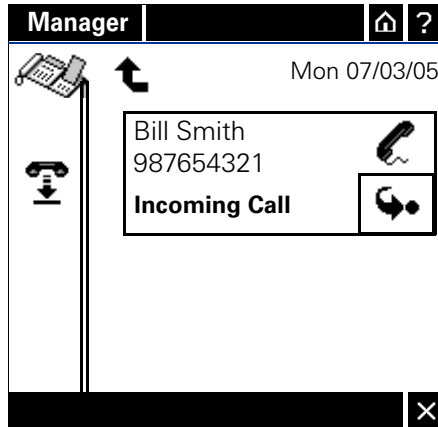 Manager ?
Mon 07/03/05
Bill Smith
987654321
Incoming Call